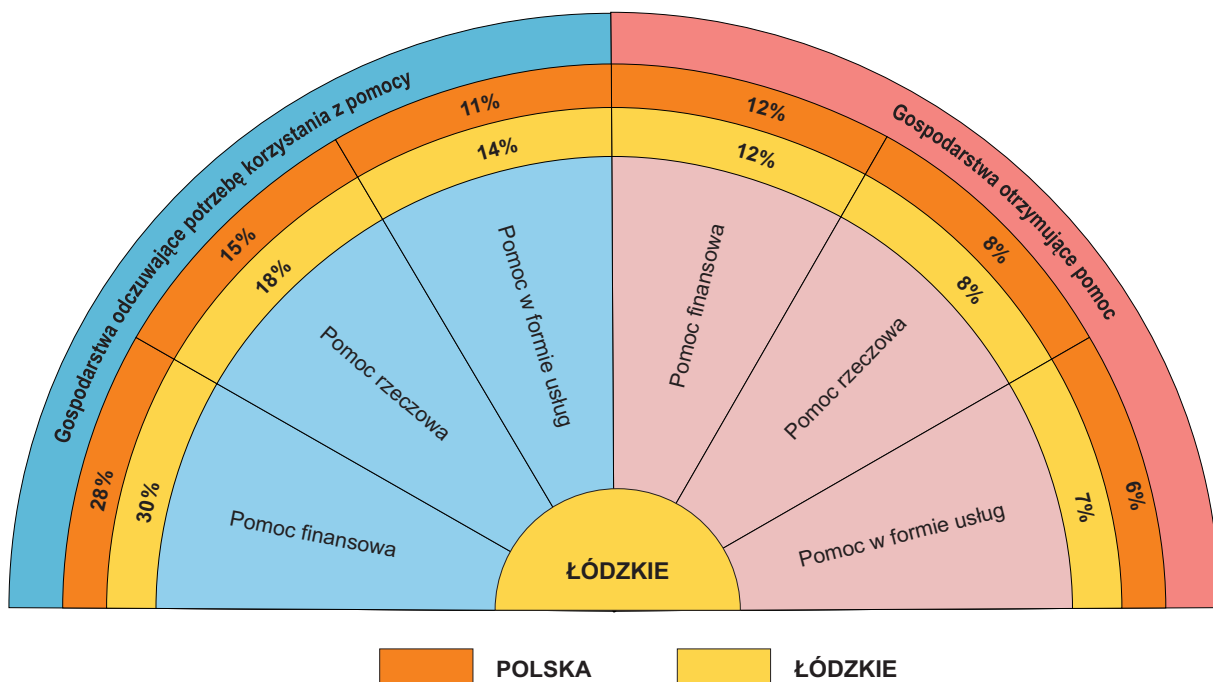 Gospodarstwa odczuwające potrzebę korzystania z pomocy
Gospodarstwa otrzymujące pomoc
28%
15%
11%
12%
8%
6%
30%
18%
14%
12%
8%
7%
Pomoc finansowa
Pomoc rzeczowa
Pomoc w formie usług
Pomoc finansowa
Pomoc rzeczowa
Pomoc w formie usług
ŁÓDZKIE
POLSKA
ŁÓDZKIE